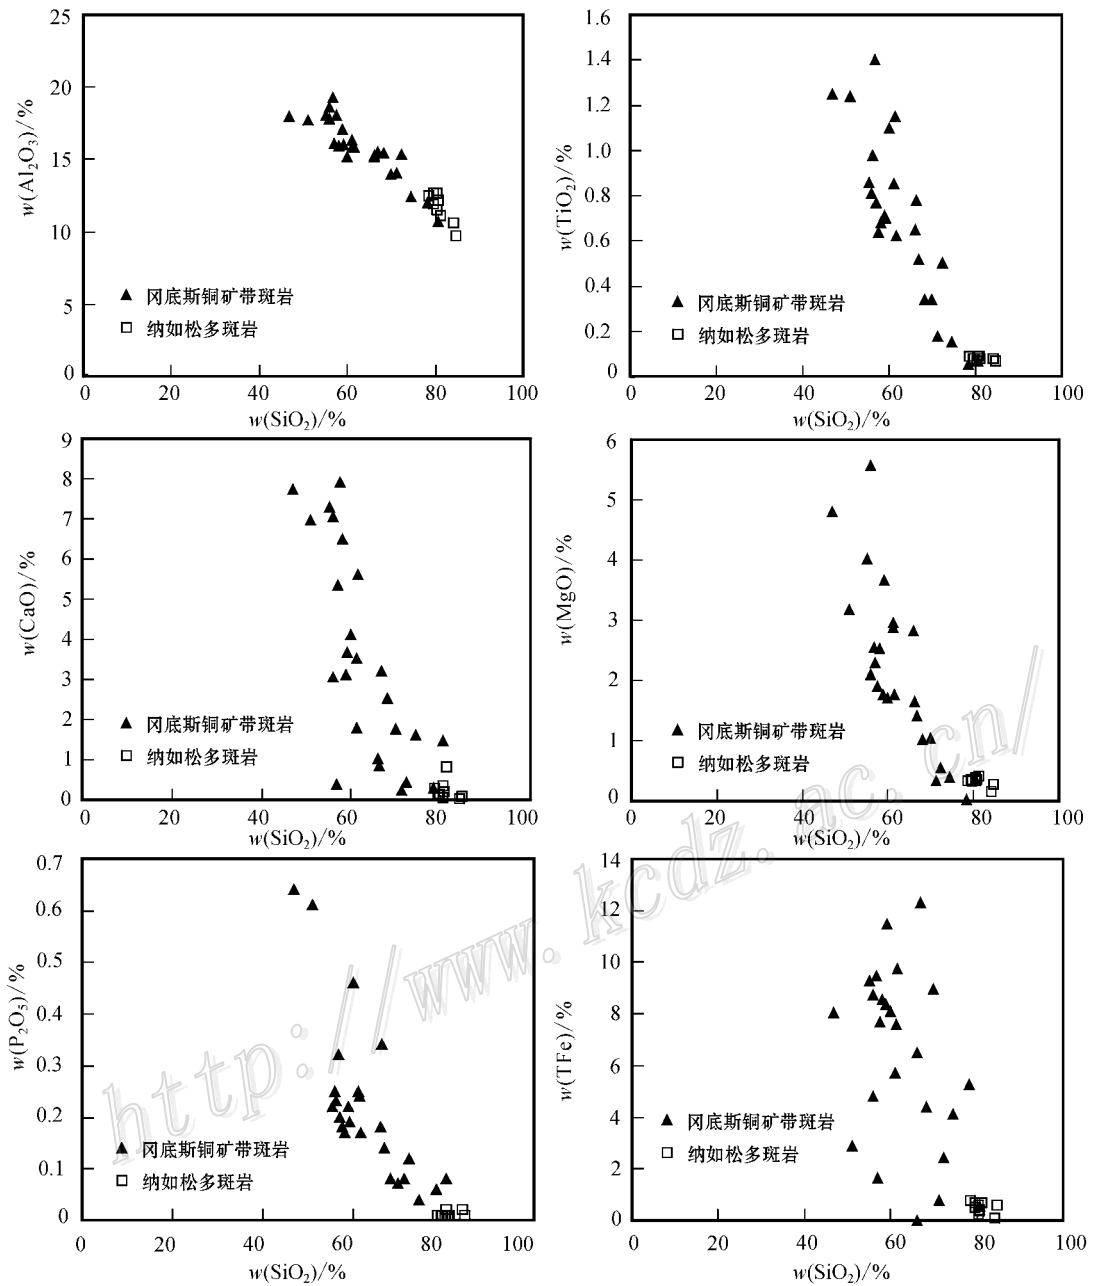 25
20
15
10
5
0
w(Al₂O₃)/%
▲ 冈底斯铜矿带斑岩
□ 纳如松多斑岩
0 20 40 60 80 100
w(SiO₂)/%
1.6
1.4
1.2
1.0
0.8
0.6
0.4
0.2
0
w(TiO₂)/%
▲ 冈底斯铜矿带斑岩
□ 纳如松多斑岩
0 20 40 60 80 100
w(SiO₂)/%
9
8
7
6
5
4
3
2
1
0
w(CaO)/%
▲ 冈底斯铜矿带斑岩
□ 纳如松多斑岩
0 20 40 60 80 100
w(SiO₂)/%
6
5
4
3
2
1
0
w(MgO)/%
▲ 冈底斯铜矿带斑岩
□ 纳如松多斑岩
0 20 40 60 80 100
w(SiO₂)/%
0.7
0.6
0.5
0.4
0.3
0.2
0.1
0
w(P₂O₅)/%
▲ 冈底斯铜矿带斑岩
□ 纳如松多斑岩
0 20 40 60 80 100
w(SiO₂)/%
14
12
10
8
6
4
2
0
w(TFe)/%
▲ 冈底斯铜矿带斑岩
□ 纳如松多斑岩
0 20 40 60 80 100
w(SiO₂)/%
http://www.kcdz.ac.cn/